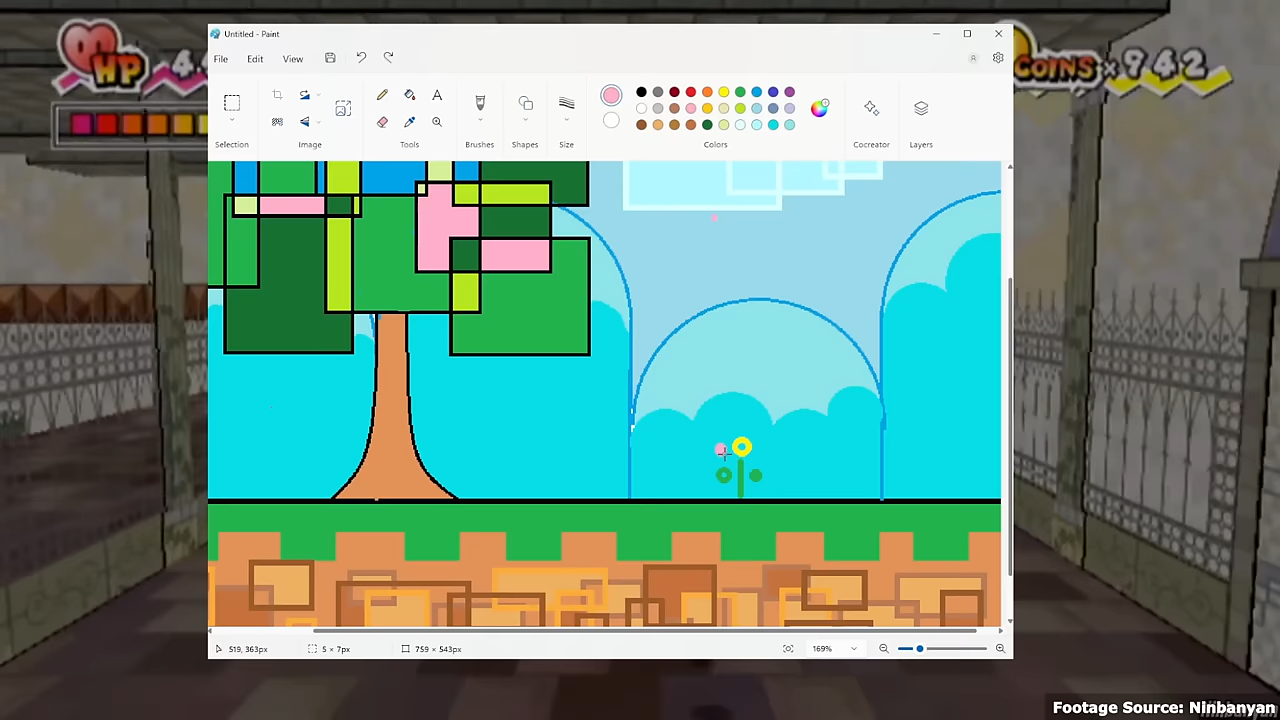 Untitled - Paint
File Edit View
HP 4
COINS × 942
A
Selection Image Tools Brushes Shapes Size Colors Cocreator Layers
519, 363px 5 × 7px 759 × 543px 169%
Footage Source: Ninbanyan